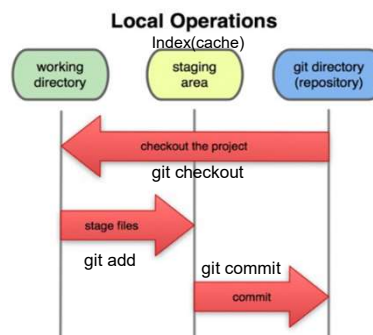 Local Operations
Index(cache)
working
directory
staging
area
git directory
(repository)
checkout the project
git checkout
stage files
git add
git commit
commit